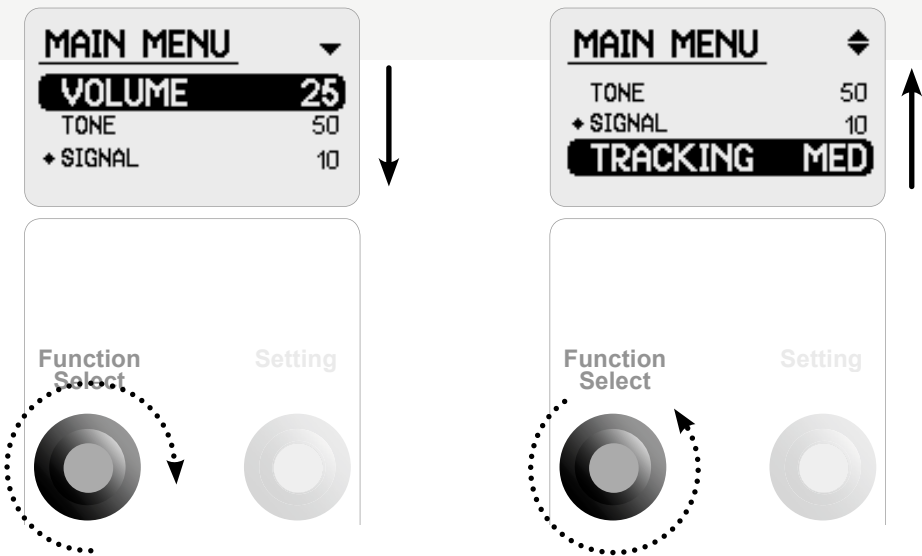 MAIN MENU
VOLUME 25
TONE 50
SIGNAL 10
Function Select
Setting
MAIN MENU
TONE 50
SIGNAL 10
TRACKING MED
Function Select
Setting